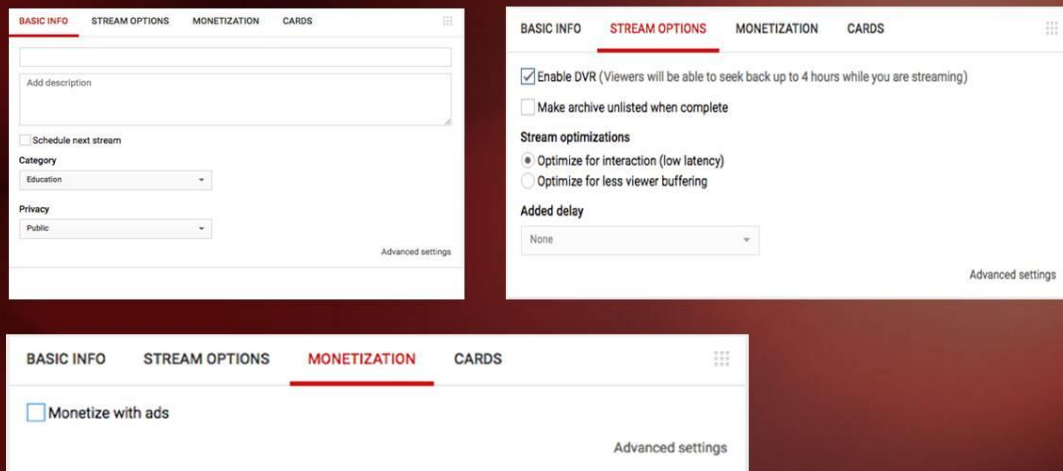 BASIC INFO STREAM OPTIONS MONETIZATION CARDS
Add description
Schedule next stream
Category
Education
Privacy
Public
Advanced settings
BASIC INFO STREAM OPTIONS MONETIZATION CARDS
Enable DVR (Viewers will be able to seek back up to 4 hours while you are streaming)
Make archive unlisted when complete
Stream optimizations
Optimize for interaction (low latency)
Optimize for less viewer buffering
Added delay
None
Advanced settings
BASIC INFO STREAM OPTIONS MONETIZATION CARDS
Monetize with ads
Advanced settings